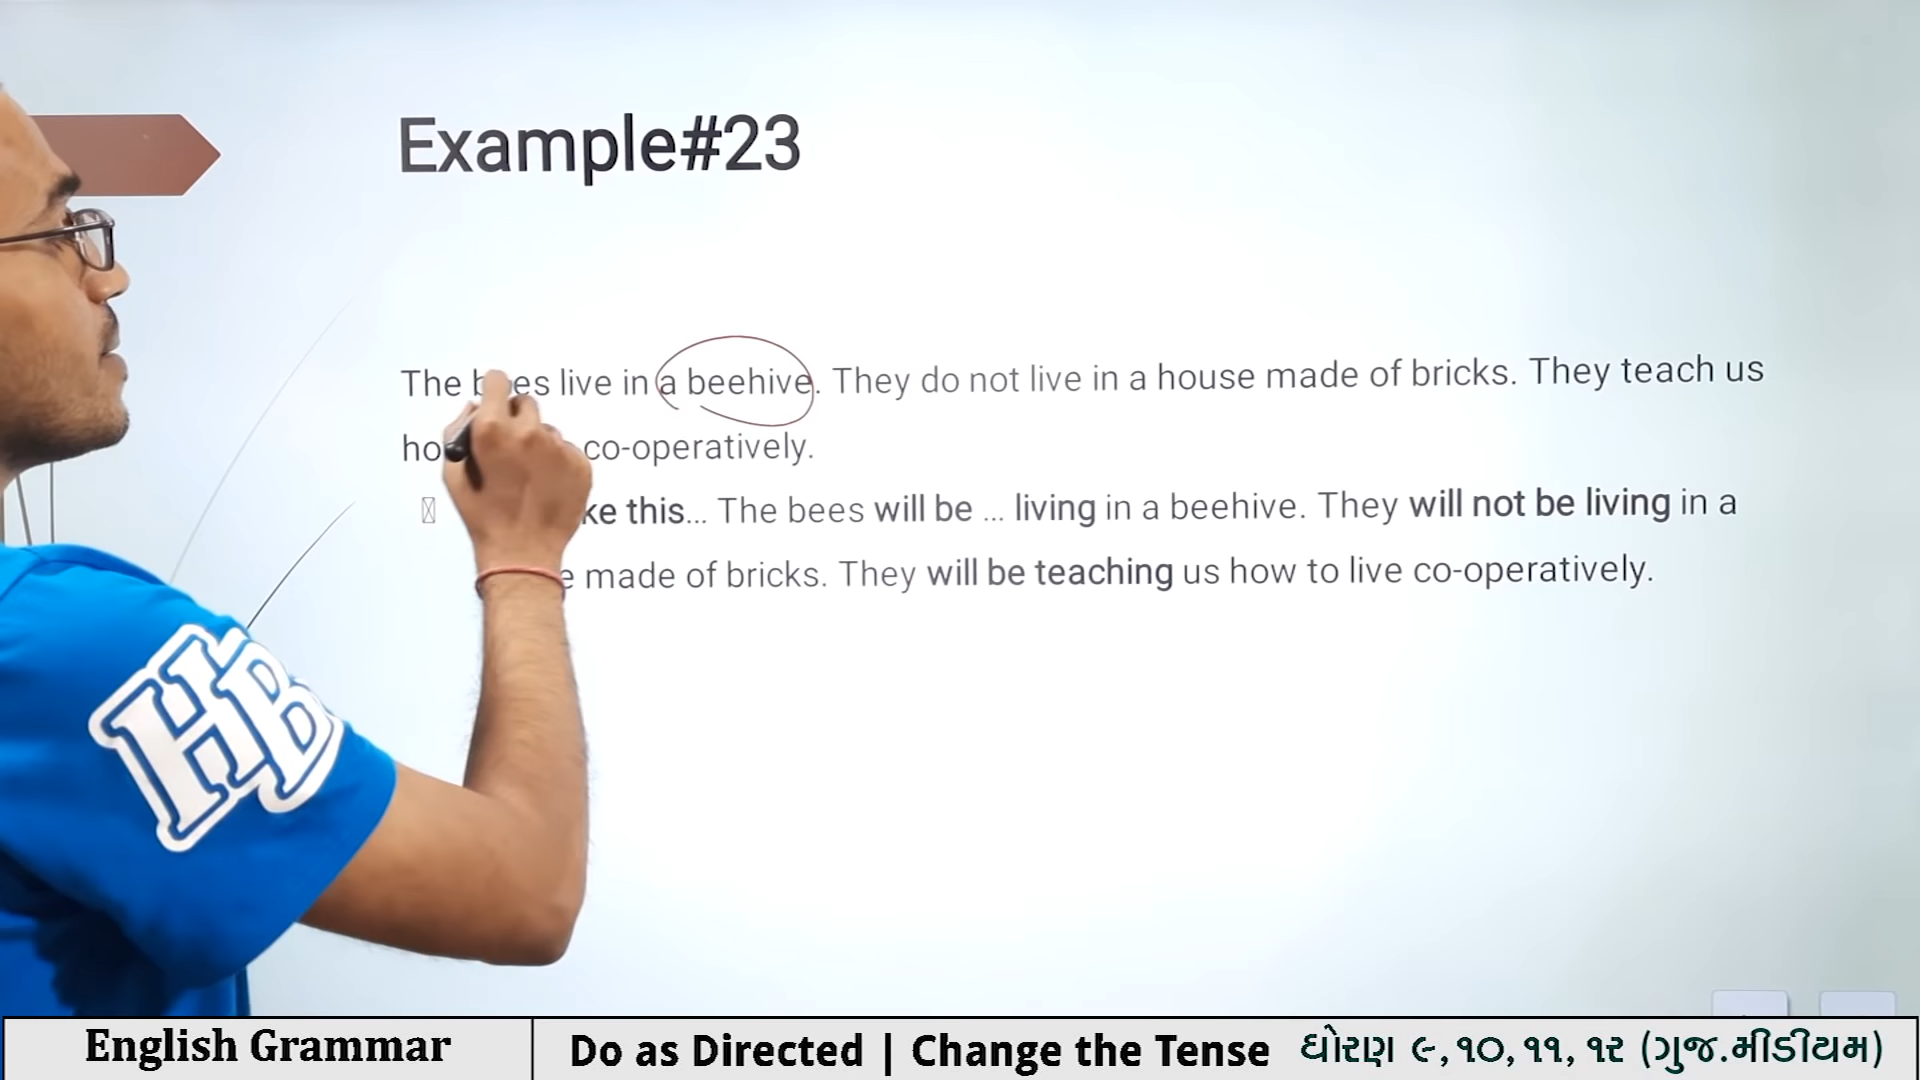 Example#23
The bees live in a beehive. They do not live in a house made of bricks. They teach us
co-operatively.
this... The bees will be ... living in a beehive. They will not be living in a
made of bricks. They will be teaching us how to live co-operatively.
HB
English Grammar
Do as Directed | Change the Tense ધોરણ ૯, ૧૦, ૧૧, ૧૨ (ગુજ.મીડીયમ)